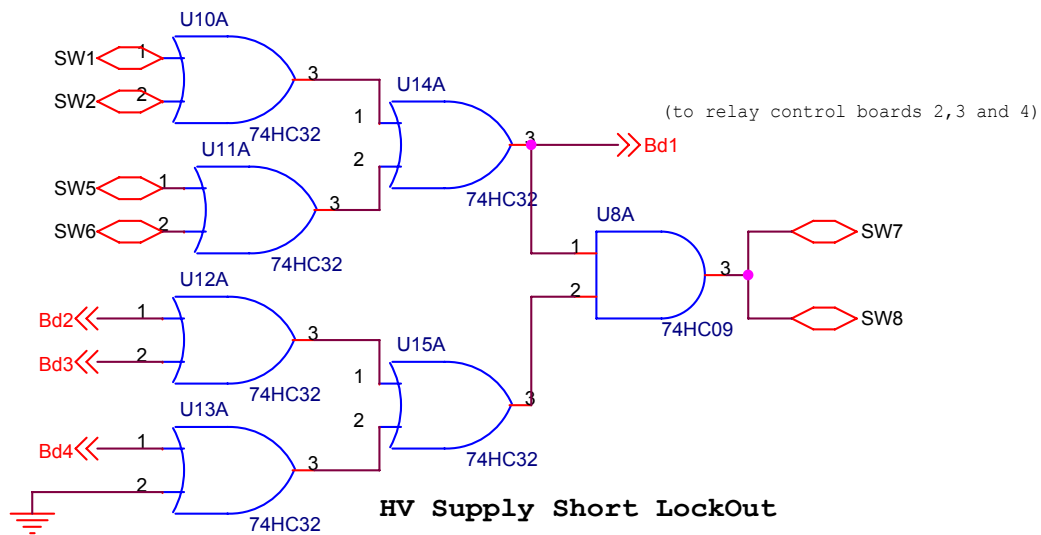 U10A
SW1
1
SW2
2
3
74HC32
U11A
SW5
1
SW6
2
3
74HC32
U14A
1
2
3
74HC32
(to relay control boards 2,3 and 4)
Bd1
U8A
1
2
3
74HC09
SW7
SW8
U12A
Bd2
1
Bd3
2
3
74HC32
U13A
Bd4
1
2
3
74HC32
U15A
1
2
3
74HC32
HV Supply Short LockOut